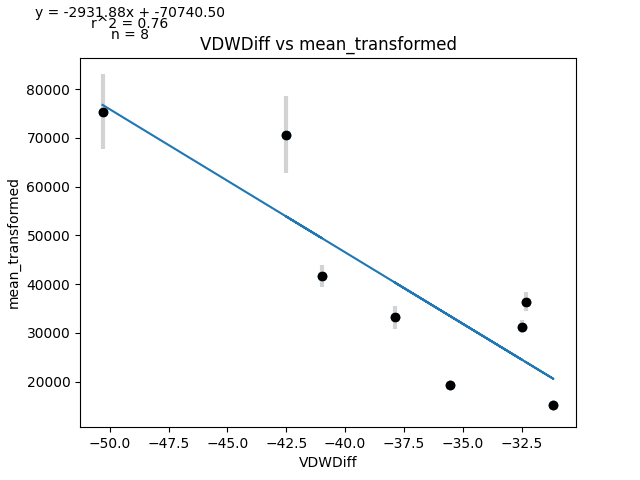 y = -2931.88x + -70740.50
r^2 = 0.76
n = 8
VDWDiff vs mean_transformed
mean_transformed
80000
70000
60000
50000
40000
30000
20000
−50.0 −47.5 −45.0 −42.5 −40.0 −37.5 −35.0 −32.5
VDWDiff